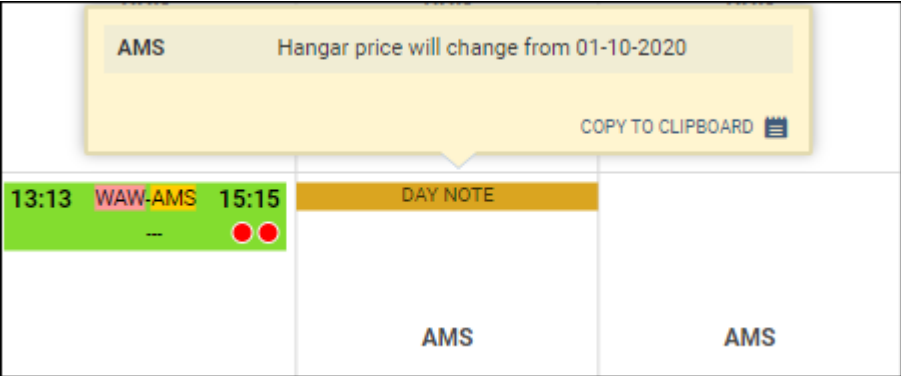 AMS Hangar price will change from 01-10-2020
COPY TO CLIPBOARD
13:13 WAW-AMS 15:15
---
DAY NOTE
AMS
AMS